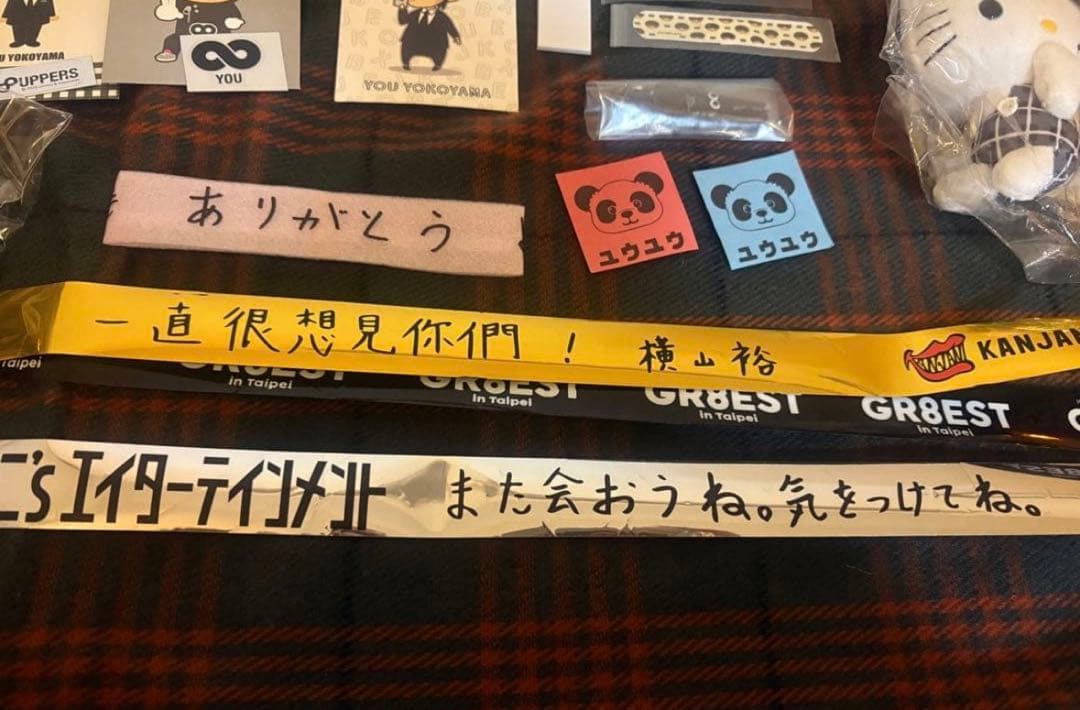 YOKOYAMA
UPPERS
YOU
YOU YOKOYAMA
ありがとう
ユウユウ
ユウユウ
一直很想見你們！ 横山裕
KANJANI
KANJAN
Taipei
in Taipei
GR8EST
in Taipei
GR8EST
in Taipei
GR8EST
in Taipei
's エイターテインメント また会おうね。気をつけてね。